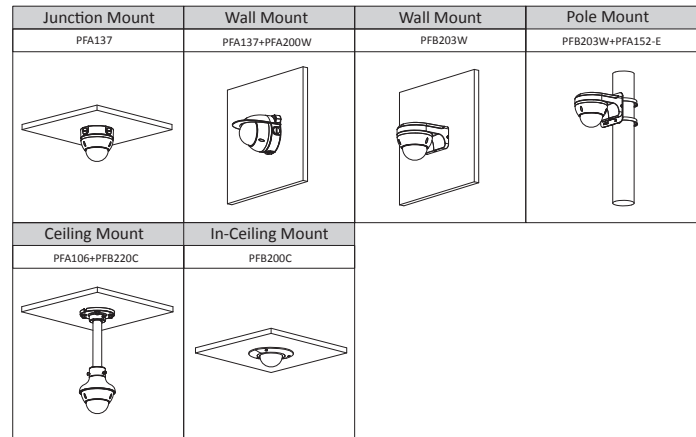 Junction Mount
Wall Mount
Wall Mount
Pole Mount
PFA137
PFA137+PFA200W
PFB203W
PFB203W+PFA152-E
Ceiling Mount
In-Ceiling Mount
PFA106+PFB220C
PFB200C